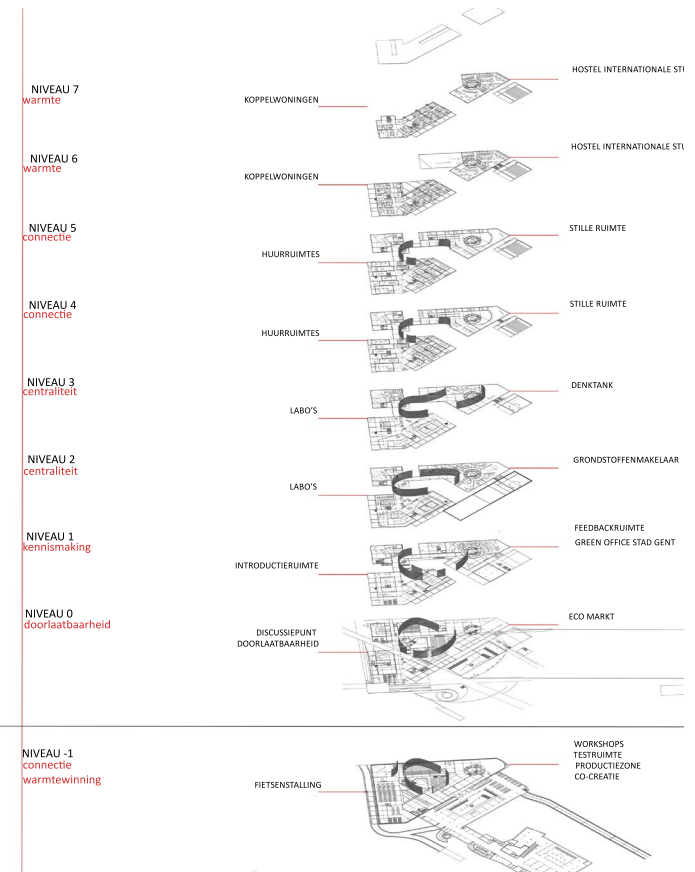 HOSTEL INTERNATIONALE STU
NIVEAU 7
warmte
KOPPELWONINGEN
HOSTEL INTERNATIONALE STU
NIVEAU 6
warmte
KOPPELWONINGEN
NIVEAU 5
connectie
STILLE RUIMTE
HUURRUIMTES
NIVEAU 4
connectie
STILLE RUIMTE
HUURRUIMTES
NIVEAU 3
centraliteit
DENKTANK
LABO'S
NIVEAU 2
centraliteit
GRONDSTOFFENMAKELAAR
LABO'S
NIVEAU 1
kennismaking
FEEDBACKRUIMTE
GREEN OFFICE STAD GENT
INTRODUCTIERUIMTE
NIVEAU 0
doorlaatbaarheid
ECO MARKT
DISCUSSIEPUNT
DOORLAATBAARHEID
NIVEAU -1
connectie
warmtewinning
WORKSHOPS
TESTRUIMTE
PRODUCTIEZONE
CO-CREATIE
FIETSENSTALLING